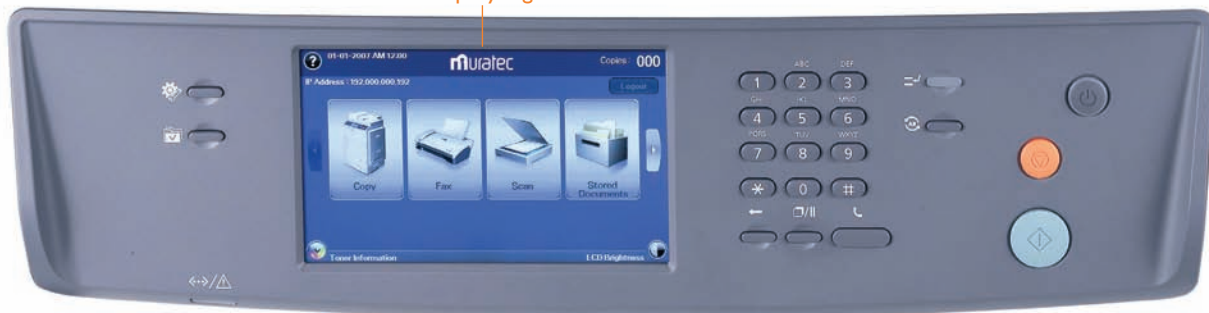 01-01-2007 AM 12:00
muratec
Copies: 000
IP Address : 192.000.000.192
Logout
Copy
Fax
Scan
Stored
Documents
Toner Information
LCD Brightness
ABC DEF
1 2 3
GHI JKL MNO
4 5 6
PQRS TUV WXYZ
7 8 9
* 0 #